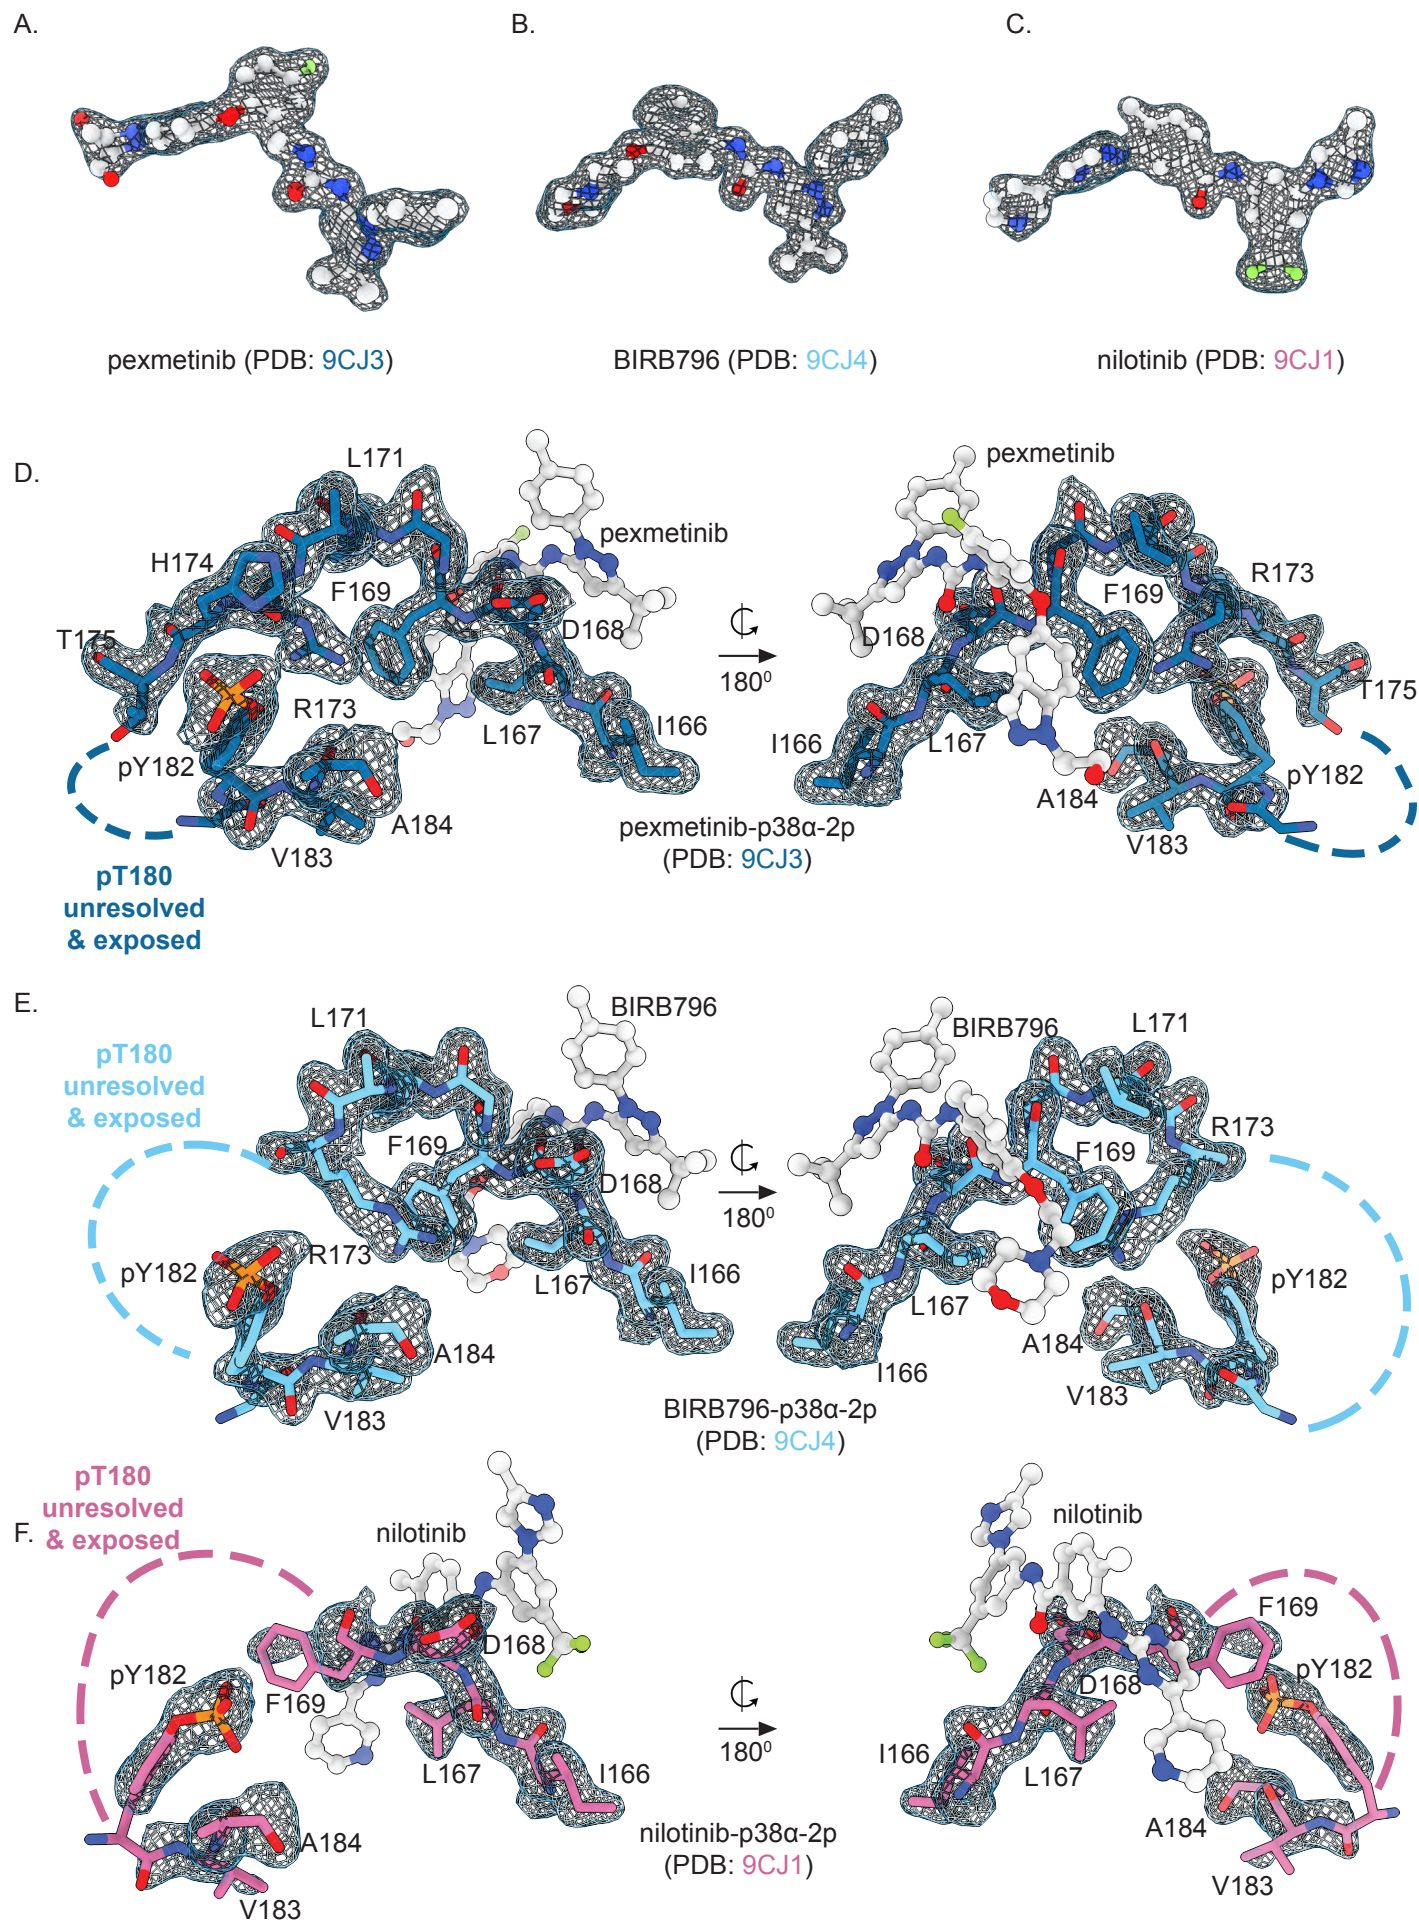 A.
B.
C.
pexmetinib (PDB: 9CJ3)
BIRB796 (PDB: 9CJ4)
nilotinib (PDB: 9CJ1)
D.
L171
pexmetinib
H174
F169
D168
T175
R173
L167
I166
pY182
A184
V183
pT180
unresolved
& exposed
180⁰
pexmetinib
F169
R173
D168
T175
I166
L167
pY182
A184
V183
pexmetinib-p38α-2p
(PDB: 9CJ3)
E.
pT180
unresolved
& exposed
L171
BIRB796
F169
D168
pY182
R173
L167
I166
A184
V183
180⁰
BIRB796
L171
R173
F169
pY182
L167
A184
I166
V183
BIRB796-p38α-2p
(PDB: 9CJ4)
F.
pT180
unresolved
& exposed
nilotinib
D168
pY182
F169
L167
I166
A184
V183
180⁰
nilotinib
F169
pY182
D168
I166
L167
A184
V183
nilotinib-p38α-2p
(PDB: 9CJ1)